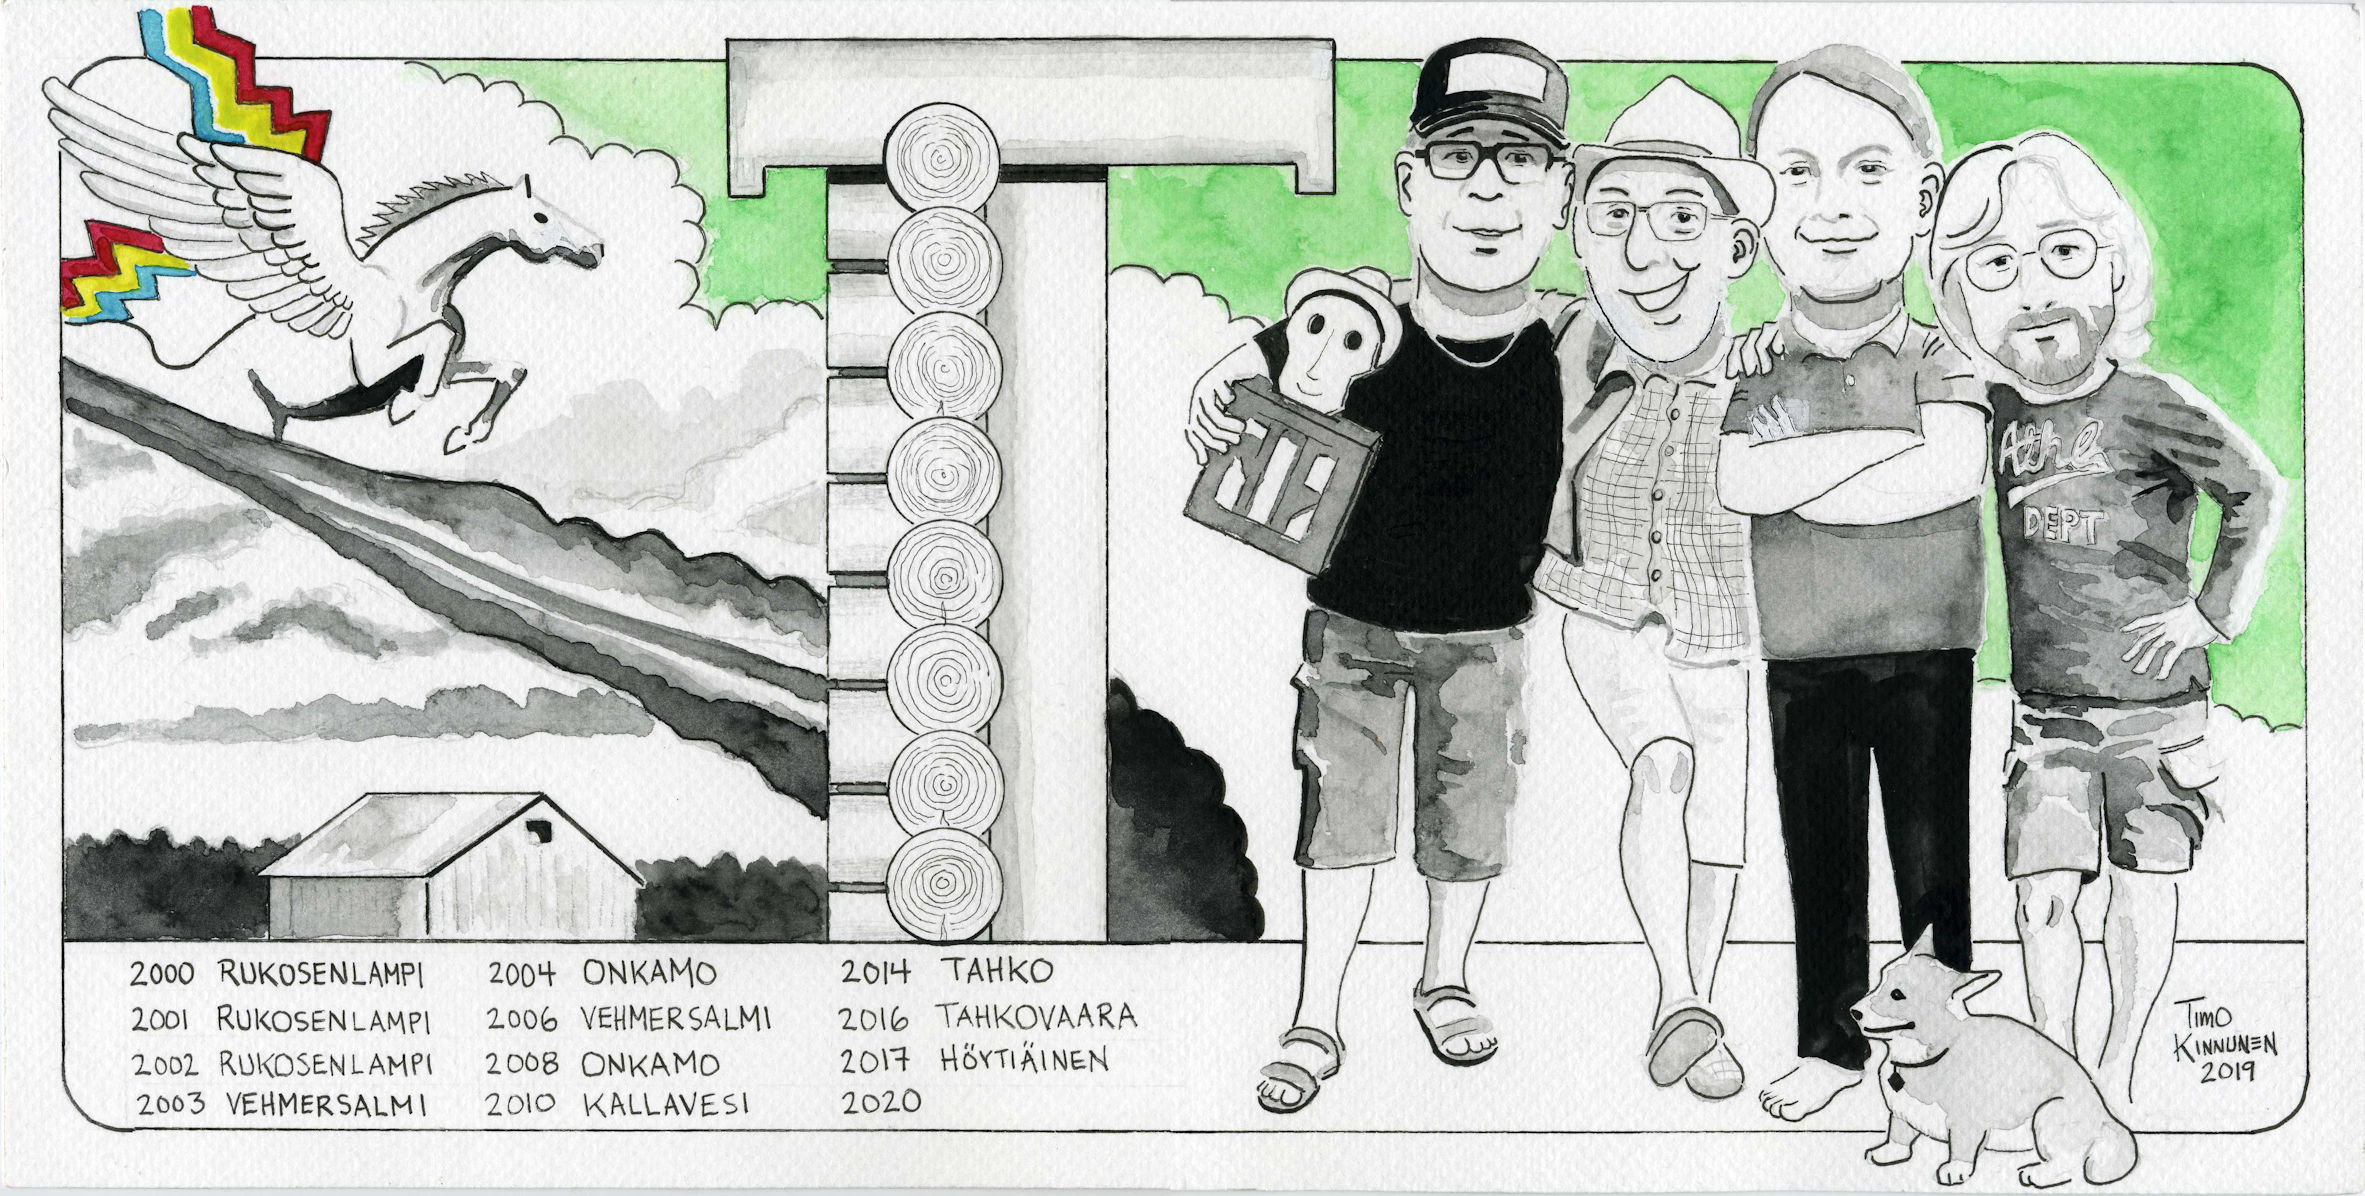 Athl
DEPT
2000 RUKOSENLAMPI
2001 RUKOSENLAMPI
2002 RUKOSENLAMPI
2003 VEHMERSALMI
2004 ONKAMO
2006 VEHMERSALMI
2008 ONKAMO
2010 KALLAVESI
2014 TAHKO
2016 TAHKOVAARA
2017 HÖYTIÄINEN
2020
TIMO
KINNUNEN
2019